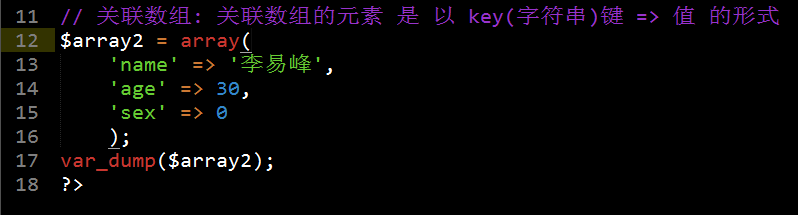 11 // 关联数组: 关联数组的元素 是 以 key(字符串)键 => 值 的形式
12 $array2 = array(
13     'name' => '李易峰',
14     'age' => 30,
15     'sex' => 0
16     );
17 var_dump($array2);
18 ?>